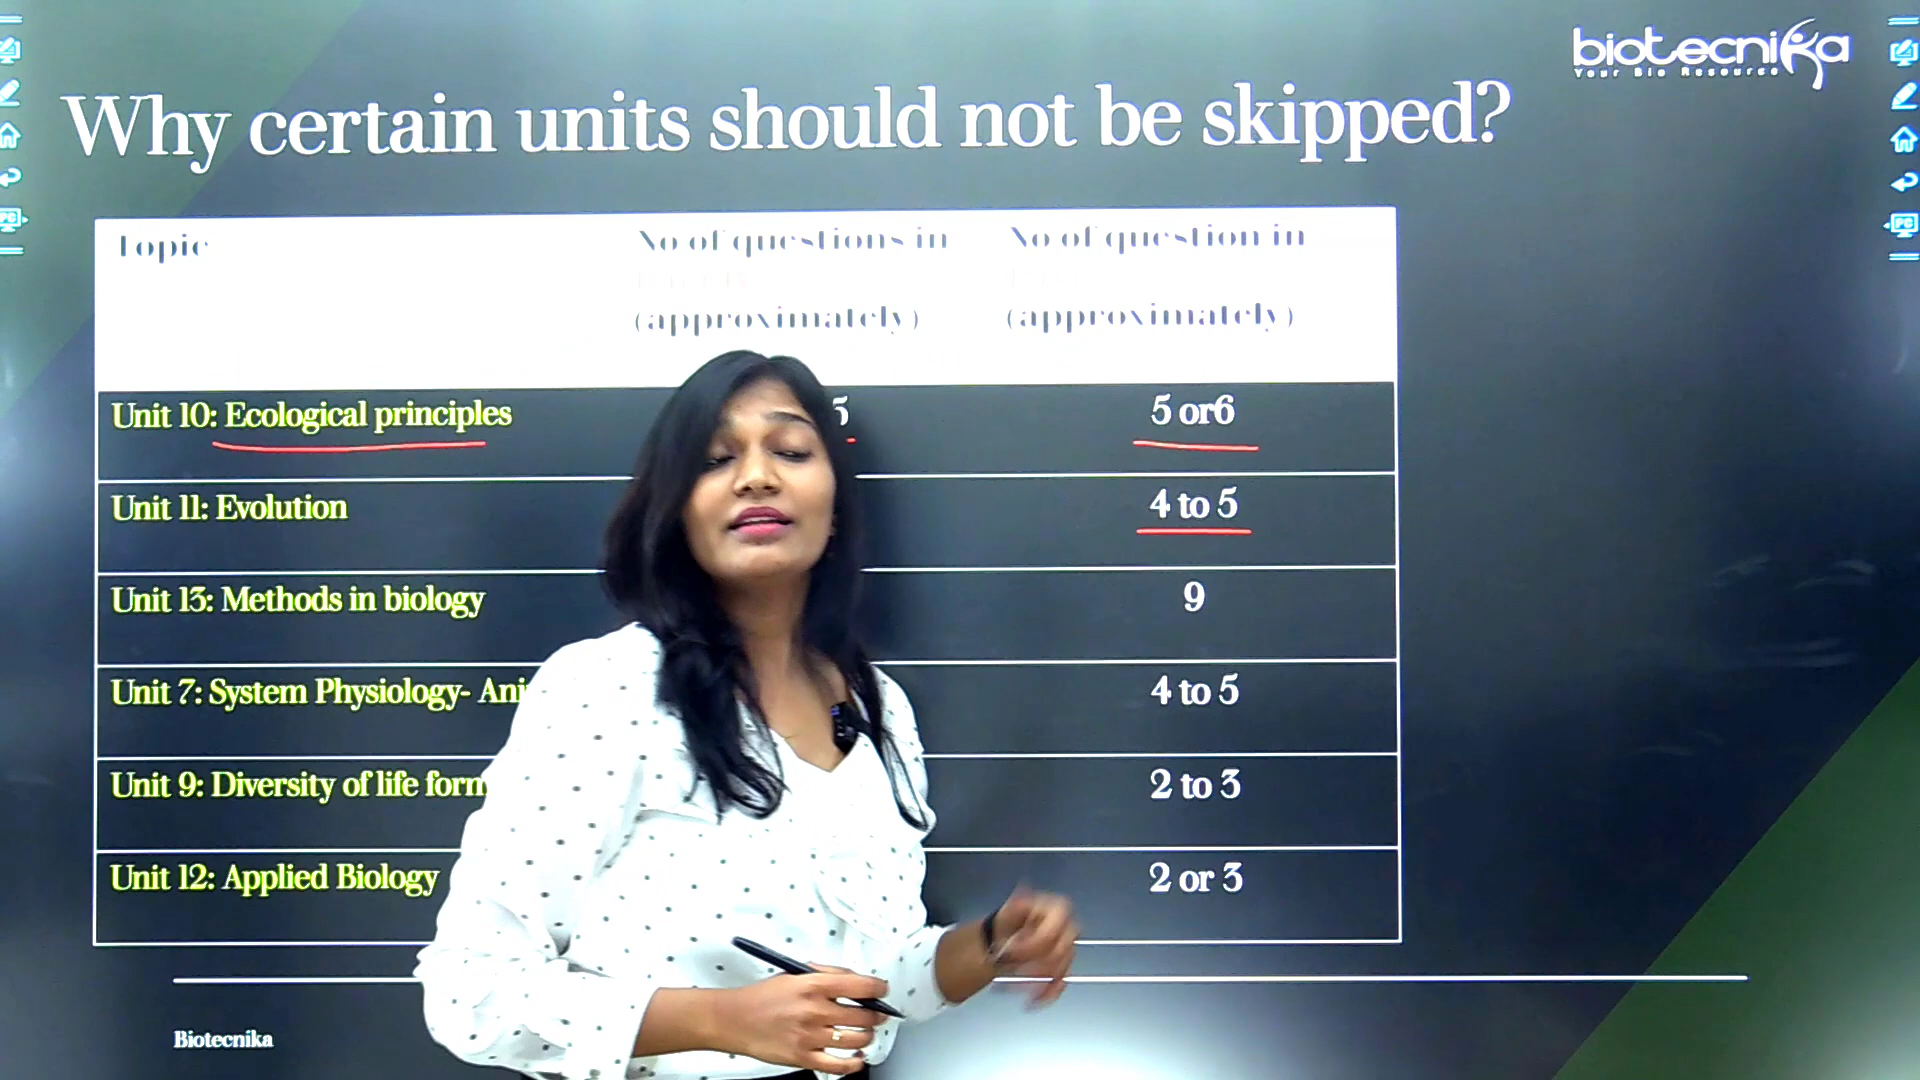 biotecnika
Your Bio Resource
Why certain units should not be skipped?
Topic
No of questions in
(approximately)
No of question in
(approximately)
Unit 10: Ecological principles
5
5 or6
Unit 11: Evolution
4 to 5
Unit 13: Methods in biology
9
Unit 7: System Physiology-
4 to 5
Unit 9: Diversity of life
2 to 3
Unit 12: Applied Biology
2 or 3
Biotecnika
PC
PC